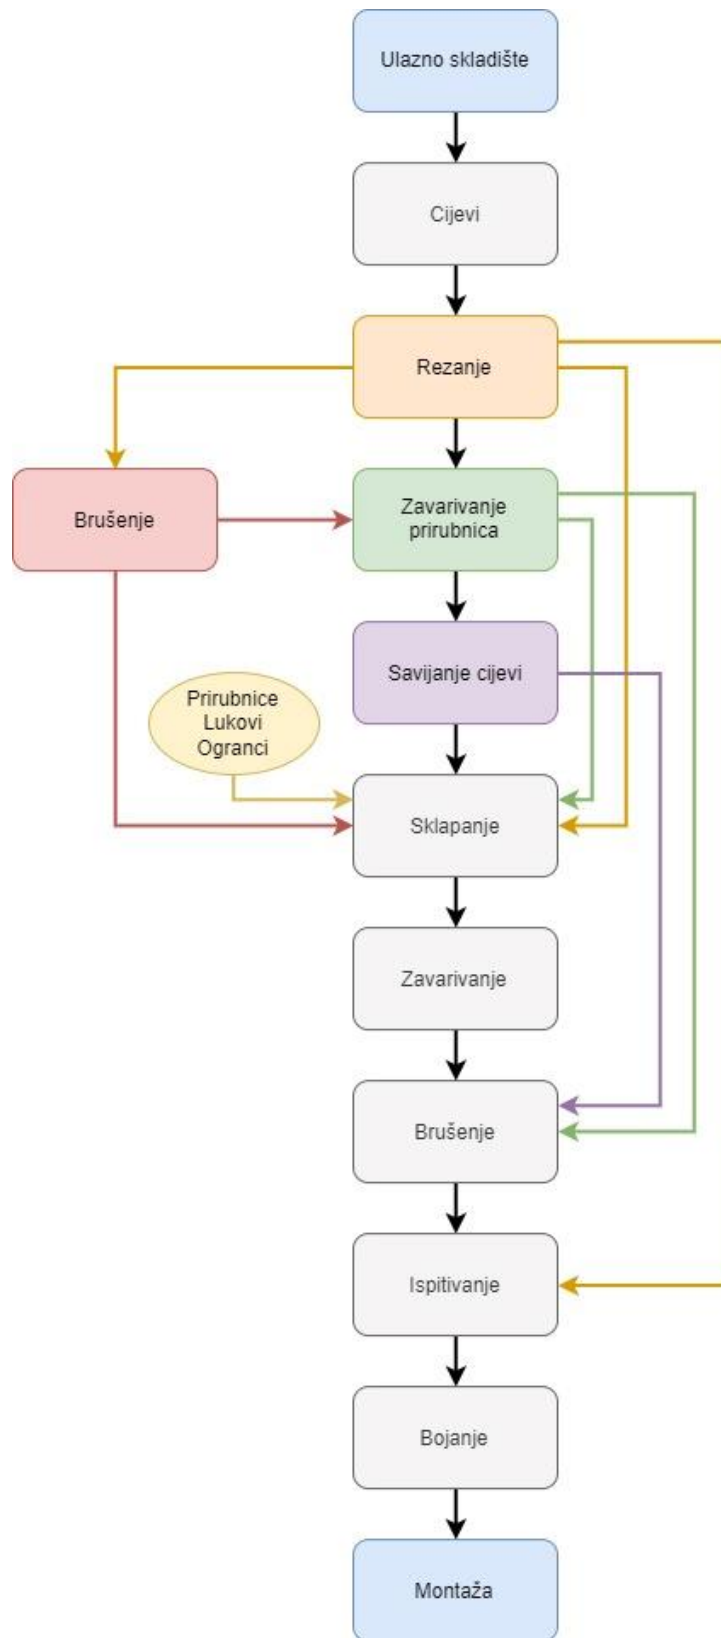 Ulazno skladište
Cijevi
Rezanje
Brušenje
Zavarivanje
prirubnica
Savijanje cijevi
Prirubnice
Lukovi
Ogranci
Sklapanje
Zavarivanje
Brušenje
Ispitivanje
Bojanje
Montaža